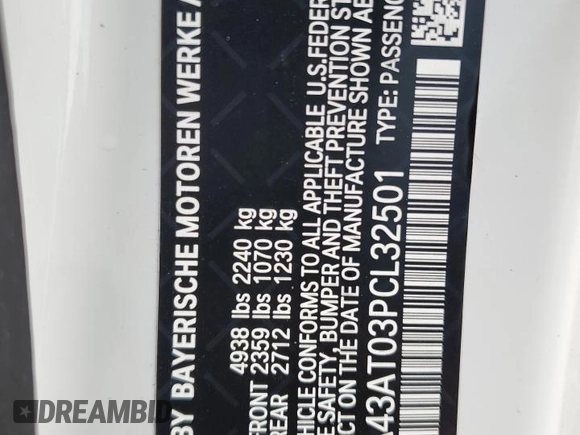 BY BAYERISCHE MOTOREN WERKE A
4938 lbs 2240 kg
FRONT 2359 lbs 1070 kg
REAR 2712 lbs 1230 kg
HICLE CONFORMS TO ALL APPLICABLE U.S.FEDER
E SAFETY, BUMPER AND THEFT PREVENTION ST
CT ON THE DATE OF MANUFACTURE SHOWN AB
43AT03PCL32501 TYPE: PASSENG
DREAMBID